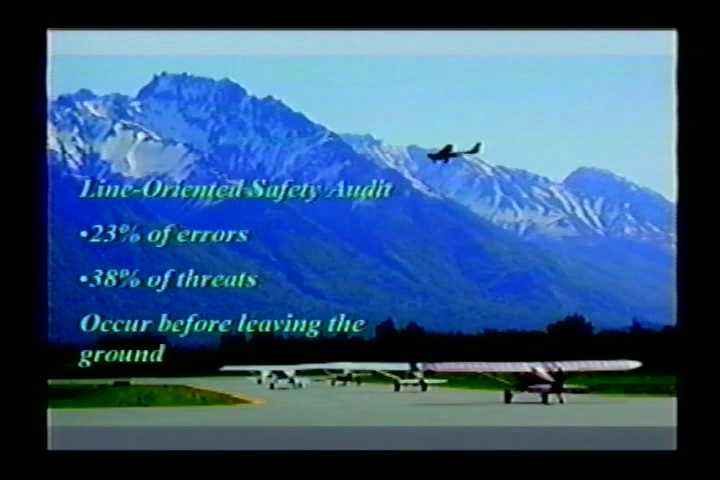 Line-Oriented Safety Audit
•23% of errors
•38% of threats
Occur before leaving the
ground